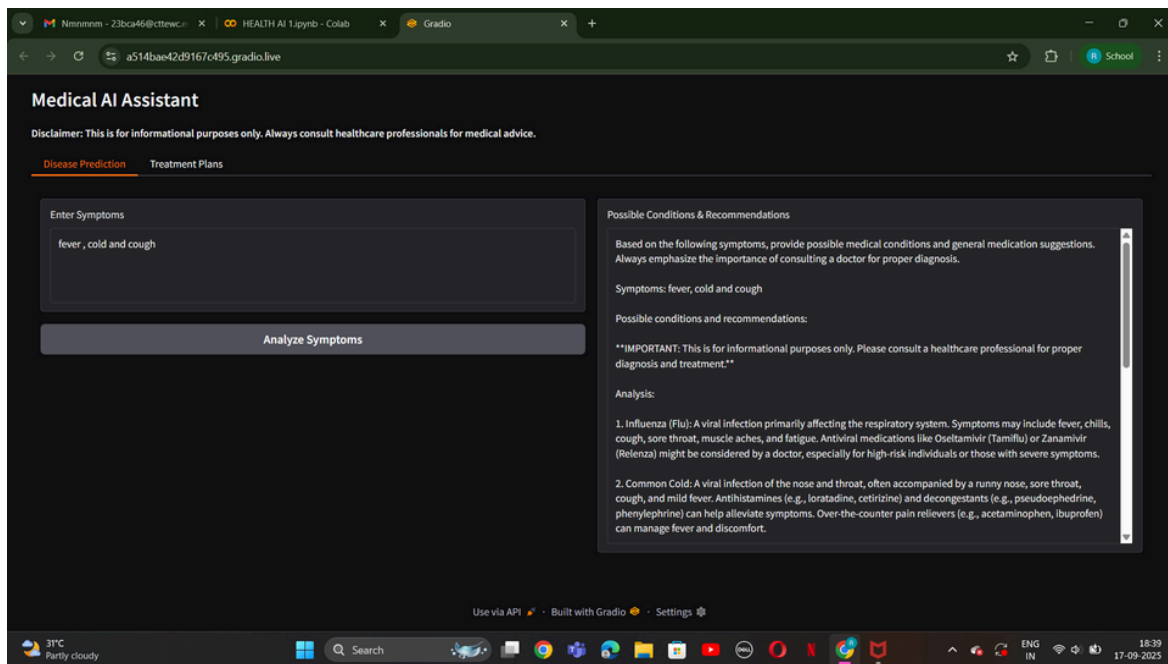 Nmnmnm - 23bca46@cttewc.e
HEALTH AI 1.ipynb - Colab
Gradio
a514bae42d9167c495.gradio.live
School
Medical AI Assistant
Disclaimer: This is for informational purposes only. Always consult healthcare professionals for medical advice.
Disease Prediction
Treatment Plans
Enter Symptoms
fever , cold and cough
Analyze Symptoms
Possible Conditions & Recommendations
Based on the following symptoms, provide possible medical conditions and general medication suggestions.
Always emphasize the importance of consulting a doctor for proper diagnosis.
Symptoms: fever, cold and cough
Possible conditions and recommendations:
**IMPORTANT: This is for informational purposes only. Please consult a healthcare professional for proper
diagnosis and treatment.**
Analysis:
1. Influenza (Flu): A viral infection primarily affecting the respiratory system. Symptoms may include fever, chills,
cough, sore throat, muscle aches, and fatigue. Antiviral medications like Oseltamivir (Tamiflu) or Zanamivir
(Relenza) might be considered by a doctor, especially for high-risk individuals or those with severe symptoms.
2. Common Cold: A viral infection of the nose and throat, often accompanied by a runny nose, sore throat,
cough, and mild fever. Antihistamines (e.g., loratadine, cetirizine) and decongestants (e.g., pseudoephedrine,
phenylephrine) can help alleviate symptoms. Over-the-counter pain relievers (e.g., acetaminophen, ibuprofen)
can manage fever and discomfort.
Use via API · Built with Gradio · Settings
31°C
Partly cloudy
Search
ENG
IN
18:39
17-09-2025